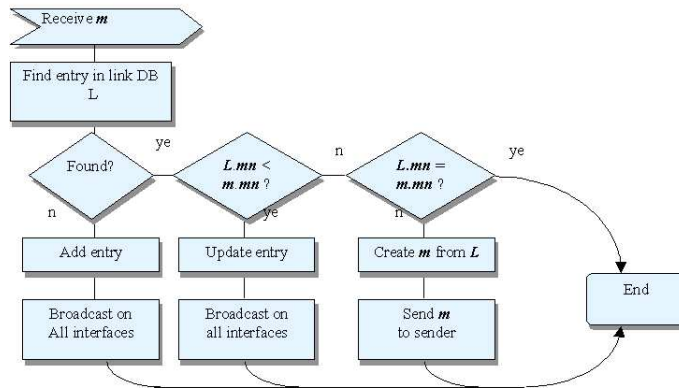 Receive m
Find entry in link DB
L
ye
n
ye
Found?
L.mn <
m.mn ?
L.mn =
m.mn ?
n
ye
n
Add entry
Update entry
Create m from L
End
Broadcast on
All interfaces
Broadcast on
all interfaces
Send m
to sender